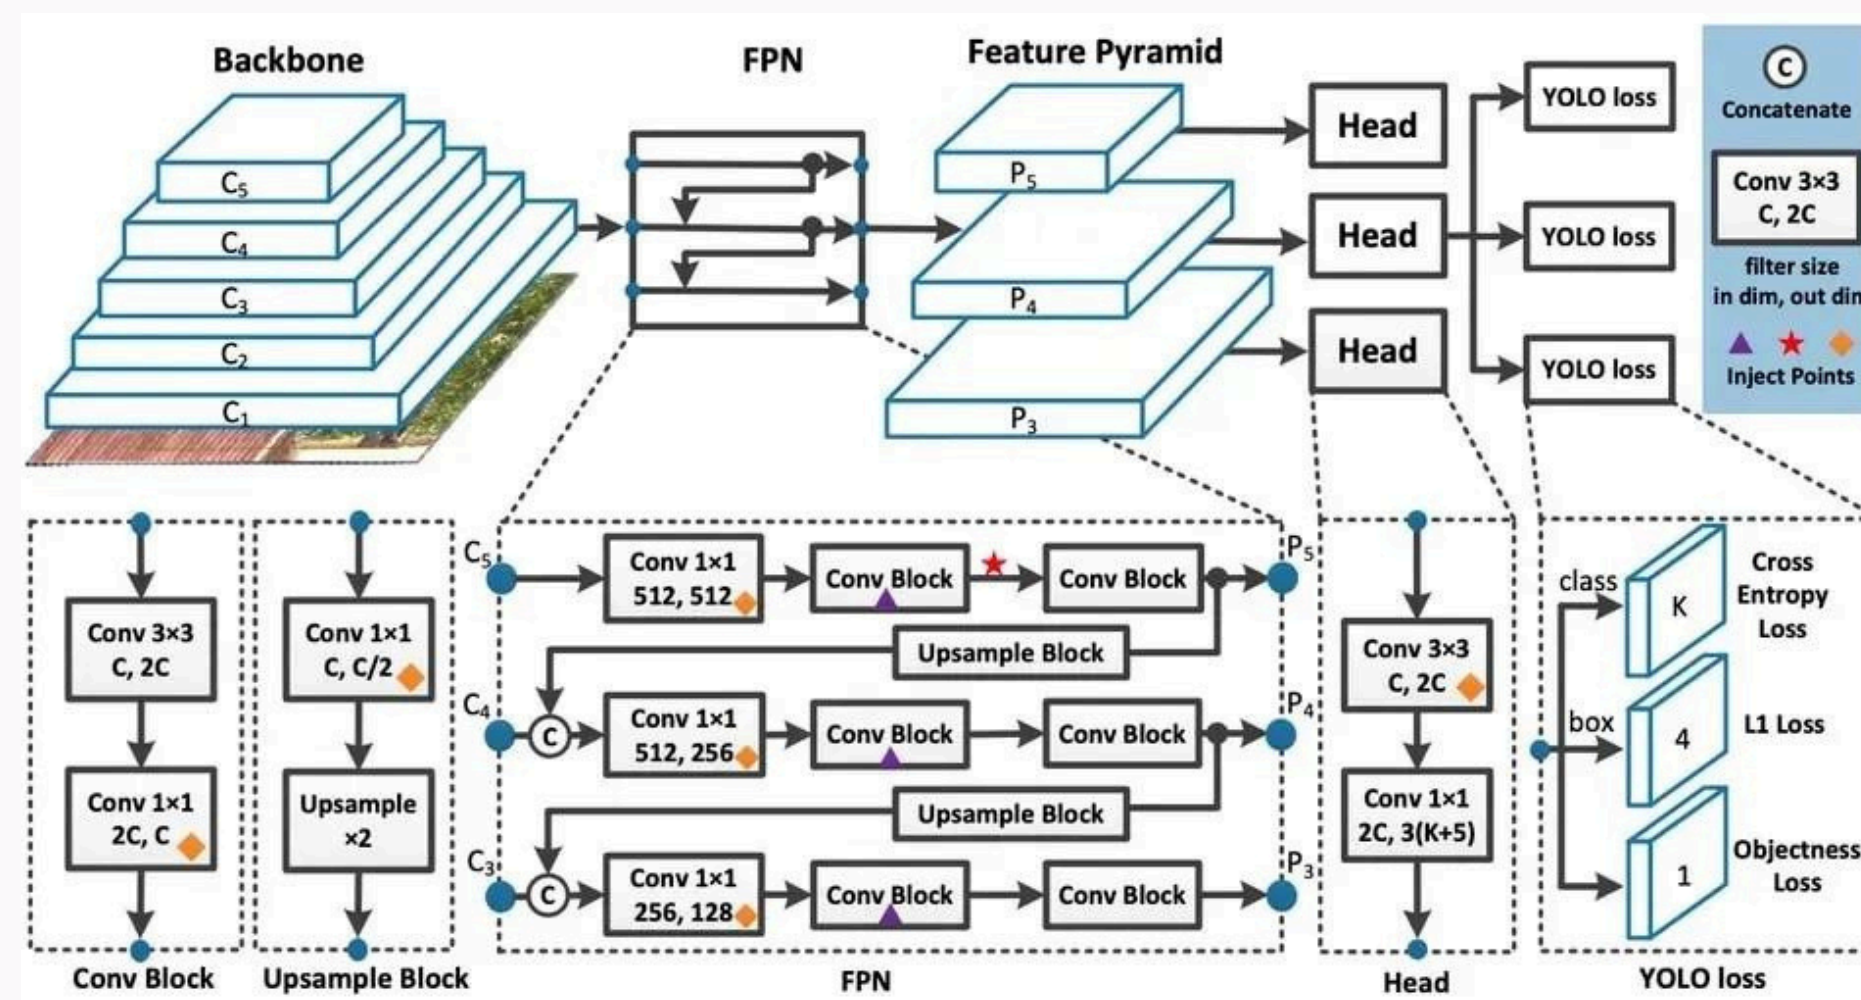 Backbone
FPN
Feature Pyramid
C5
C4
C3
C2
C1
P5
P4
P3
Head
Head
Head
YOLO loss
YOLO loss
YOLO loss
C
Concatenate
Conv 3×3
C, 2C
filter size
in dim, out dim
Inject Points
Conv 3×3
C, 2C
Conv 1×1
2C, C
Conv Block
Conv 1×1
C, C/2
Upsample
×2
Upsample Block
C5
Conv 1×1
512, 512
Conv Block
Conv Block
P5
Upsample Block
C4
C
Conv 1×1
512, 256
Conv Block
Conv Block
P4
Upsample Block
C3
C
Conv 1×1
256, 128
Conv Block
Conv Block
P3
FPN
Conv 3×3
C, 2C
Conv 1×1
2C, 3(K+5)
Head
class
K
Cross
Entropy
Loss
box
4
L1 Loss
1
Objectness
Loss
YOLO loss